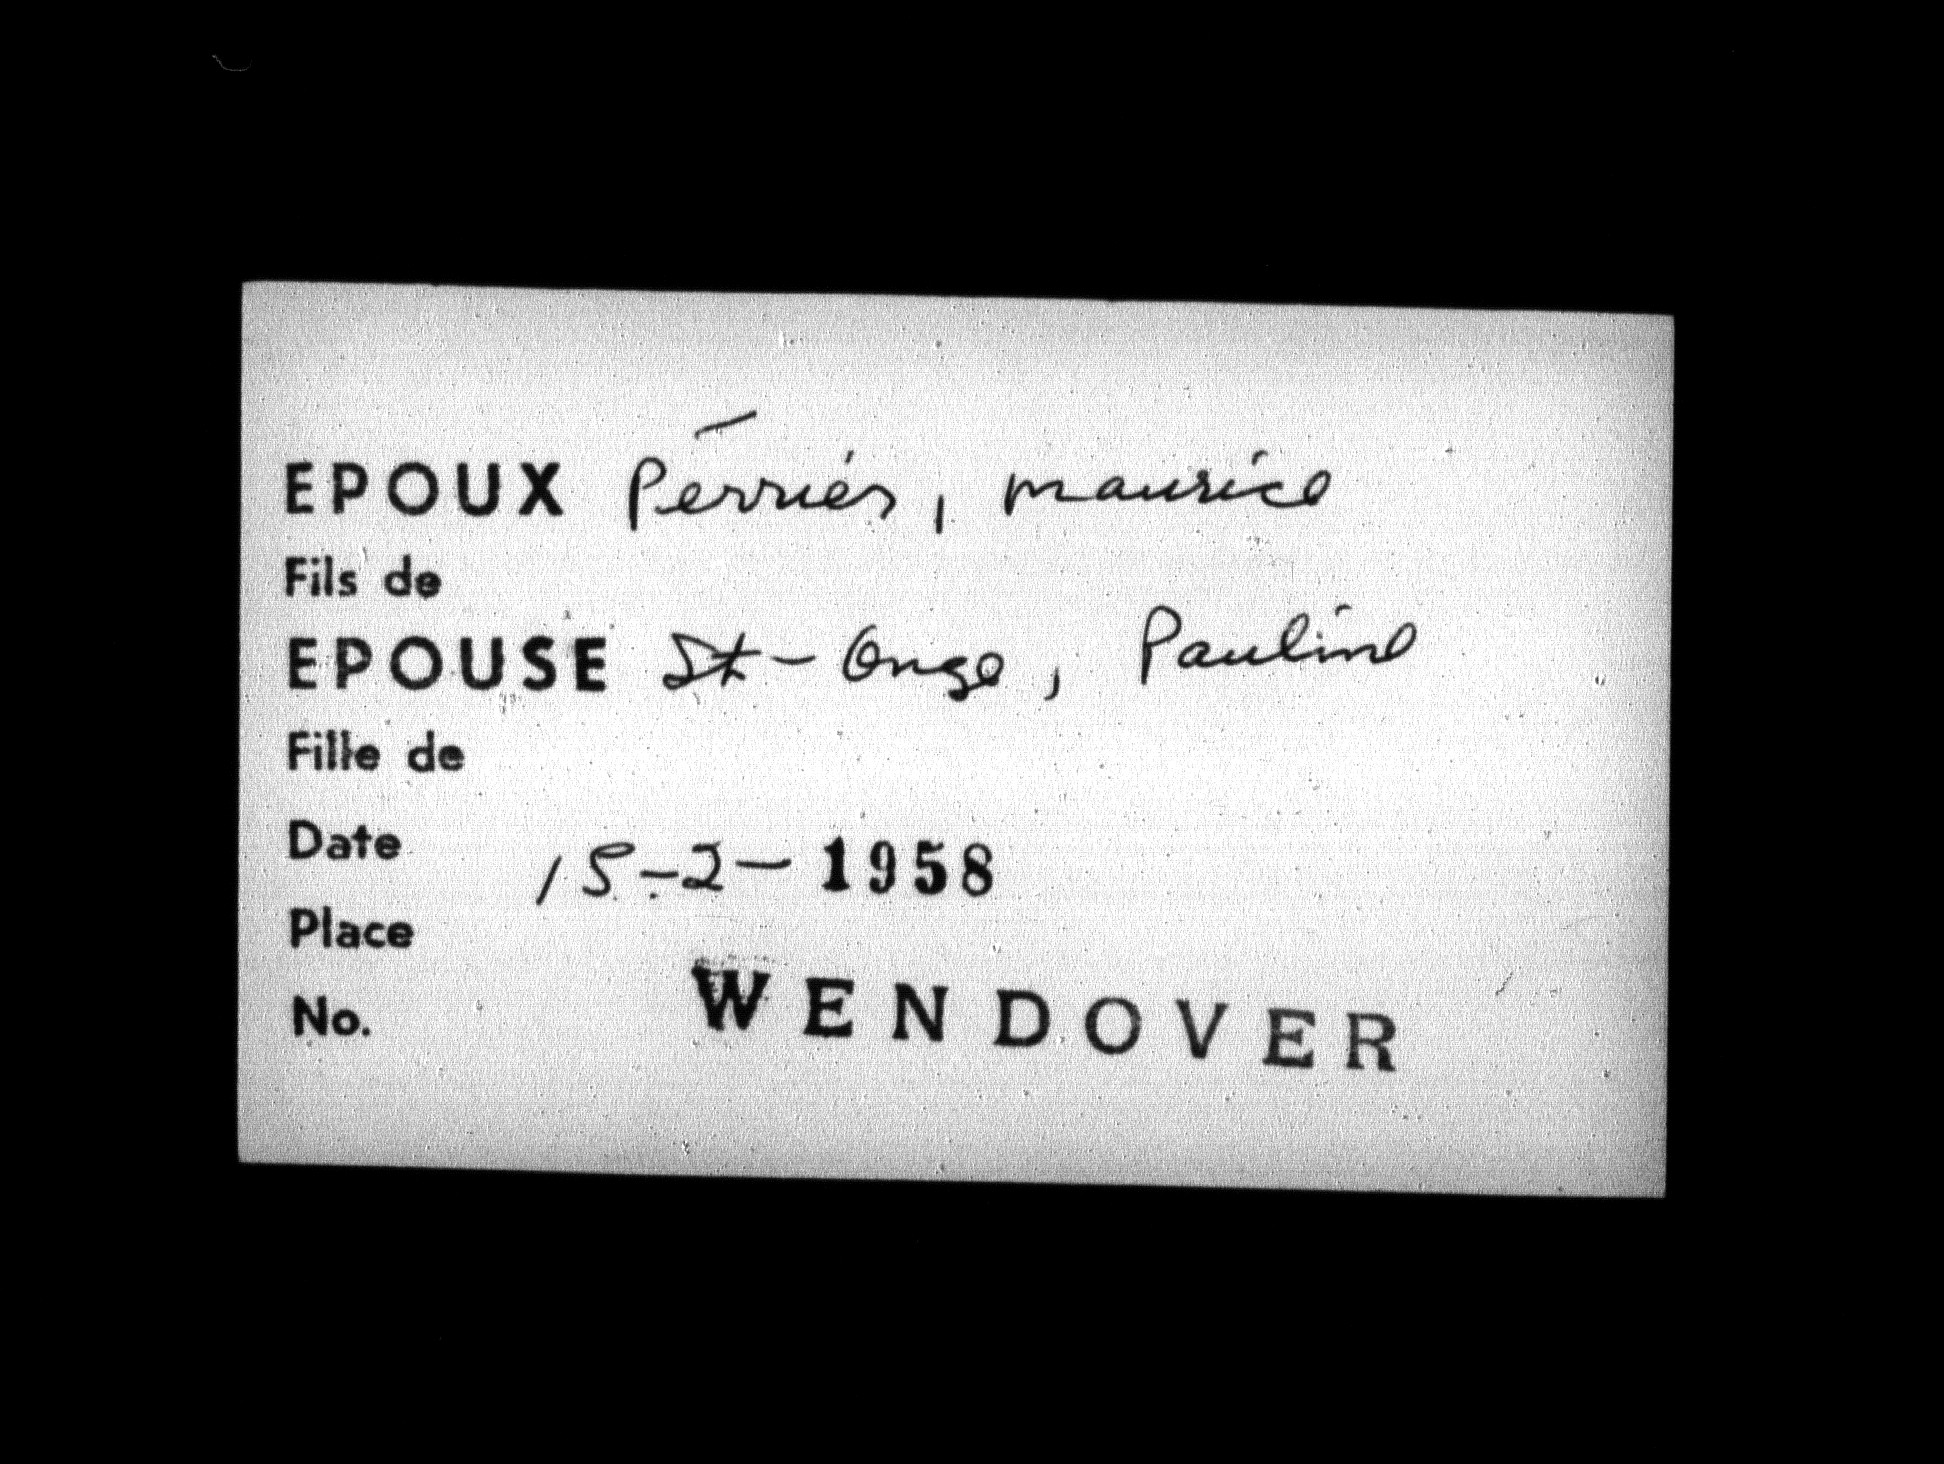 EPOUX Perrier, Maurice
Fils de
EPOUSE St-Onge, Pauline
Fille de
Date 15-2-1958
Place
No. WENDOVER